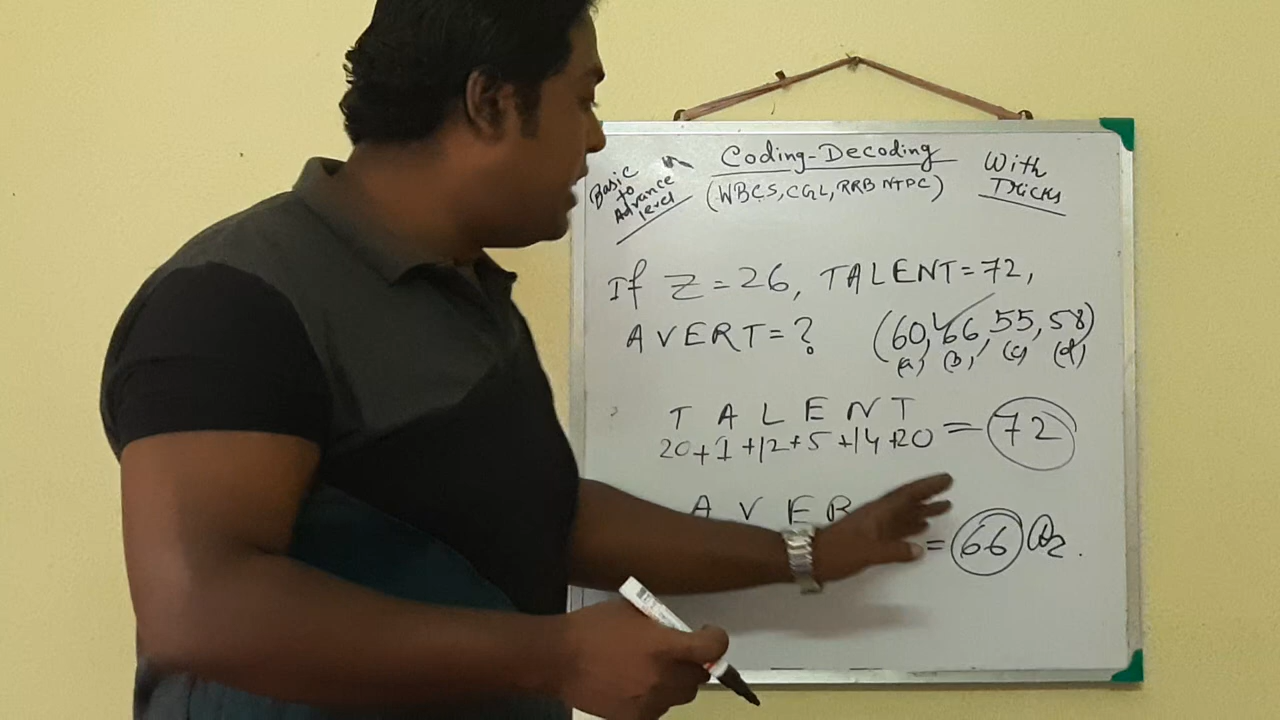 Basic to Advance level
Coding-Decoding
(WBCS, CGL, RRB NTPC)
With Tricks
If Z = 26, TALENT = 72,
AVERT = ? (60, 66, 55, 58)
(a) (b) (c) (d)
T A L E N T
20+1+12+5+14+20 = 72
A V E R
= 66